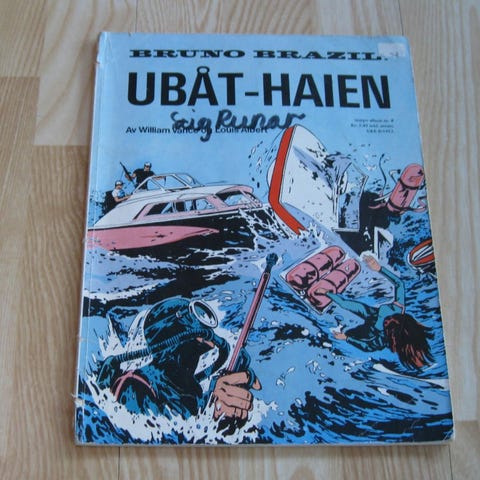 BRUNO BRAZIL
UBÅT-HAIEN
Sig Runar
Av William Vance og Louis Albert